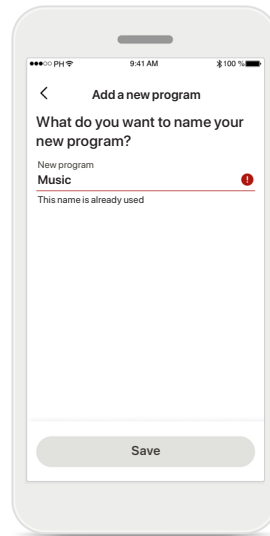 ●●●○○ PH 9:41 AM 100 %
Add a new program
What do you want to name your
new program?
New program
Music
This name is already used
Save